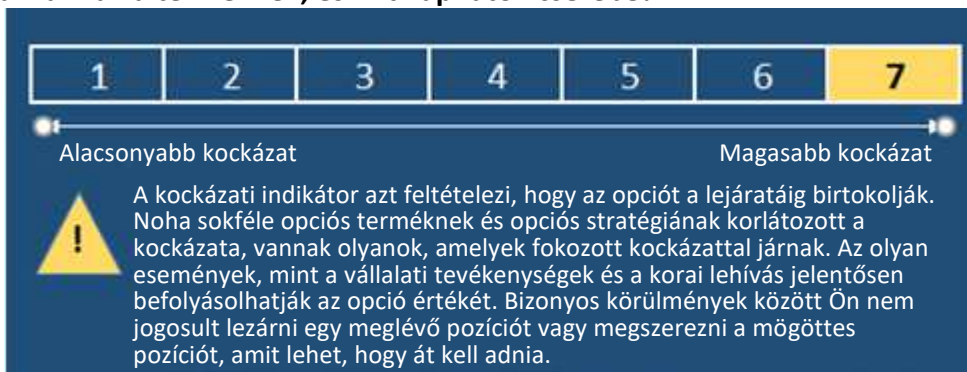 1 2 3 4 5 6 7
Alacsonyabb kockázat Magasabb kockázat
A kockázati indikátor azt feltételezi, hogy az opciót a lejáratáig birtokolják.
Noha sokféle opciós terméknek és opciós stratégiának korlátozott a
kockázata, vannak olyanok, amelyek fokozott kockázattal járnak. Az olyan
események, mint a vállalati tevékenységek és a korai lehívás jelentősen
befolyásolhatják az opció értékét. Bizonyos körülmények között Ön nem
jogosult lezárni egy meglévő pozíciót vagy megszerezni a mögöttes
pozíciót, amit lehet, hogy át kell adnia.
!